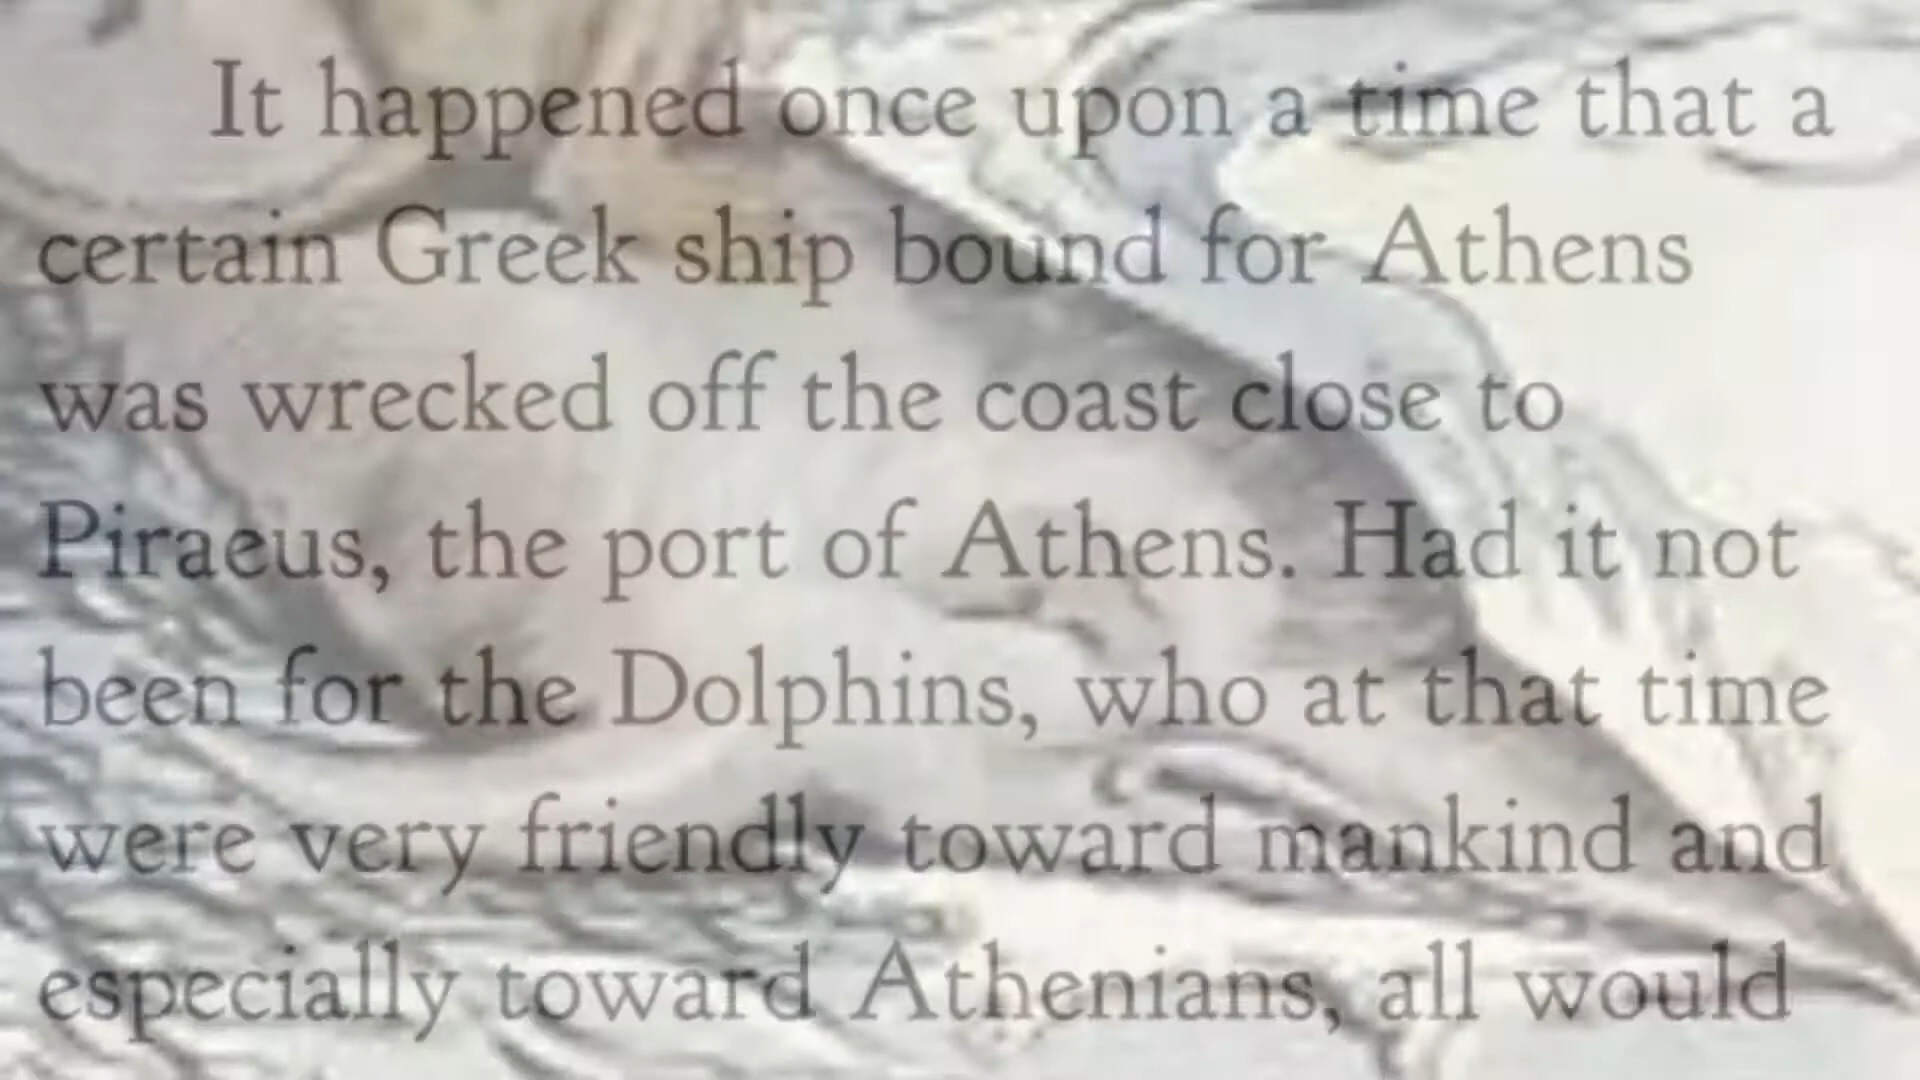 It happened once upon a time that a
certain Greek ship bound for Athens
was wrecked off the coast close to
Piraeus, the port of Athens. Had it not
been for the Dolphins, who at that time
were very friendly toward mankind and
especially toward Athenians, all would